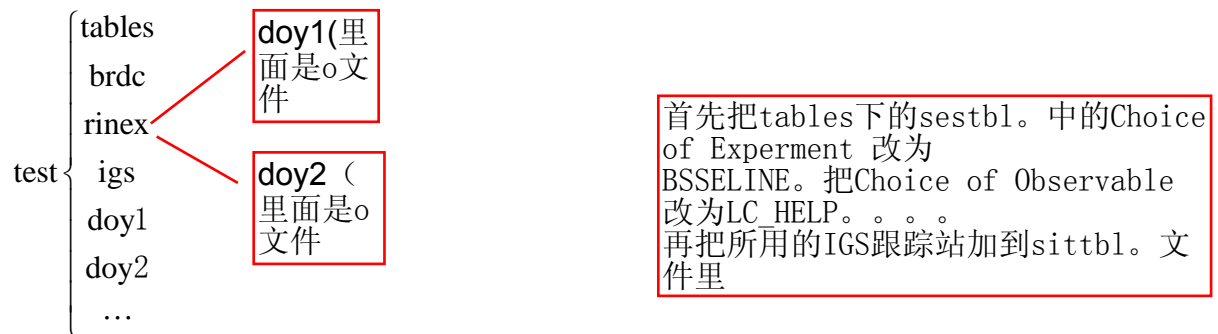 test
tables
brdc
rinex
igs
doy1
doy2
…
doy1(里
面是o文
件
doy2（
里面是o
文件
首先把tables下的sestbl。中的Choice
of Experment 改为
BSSELINE。把Choice of Observable
改为LC_HELP。。。。
再把所用的IGS跟踪站加到sittbl。文
件里